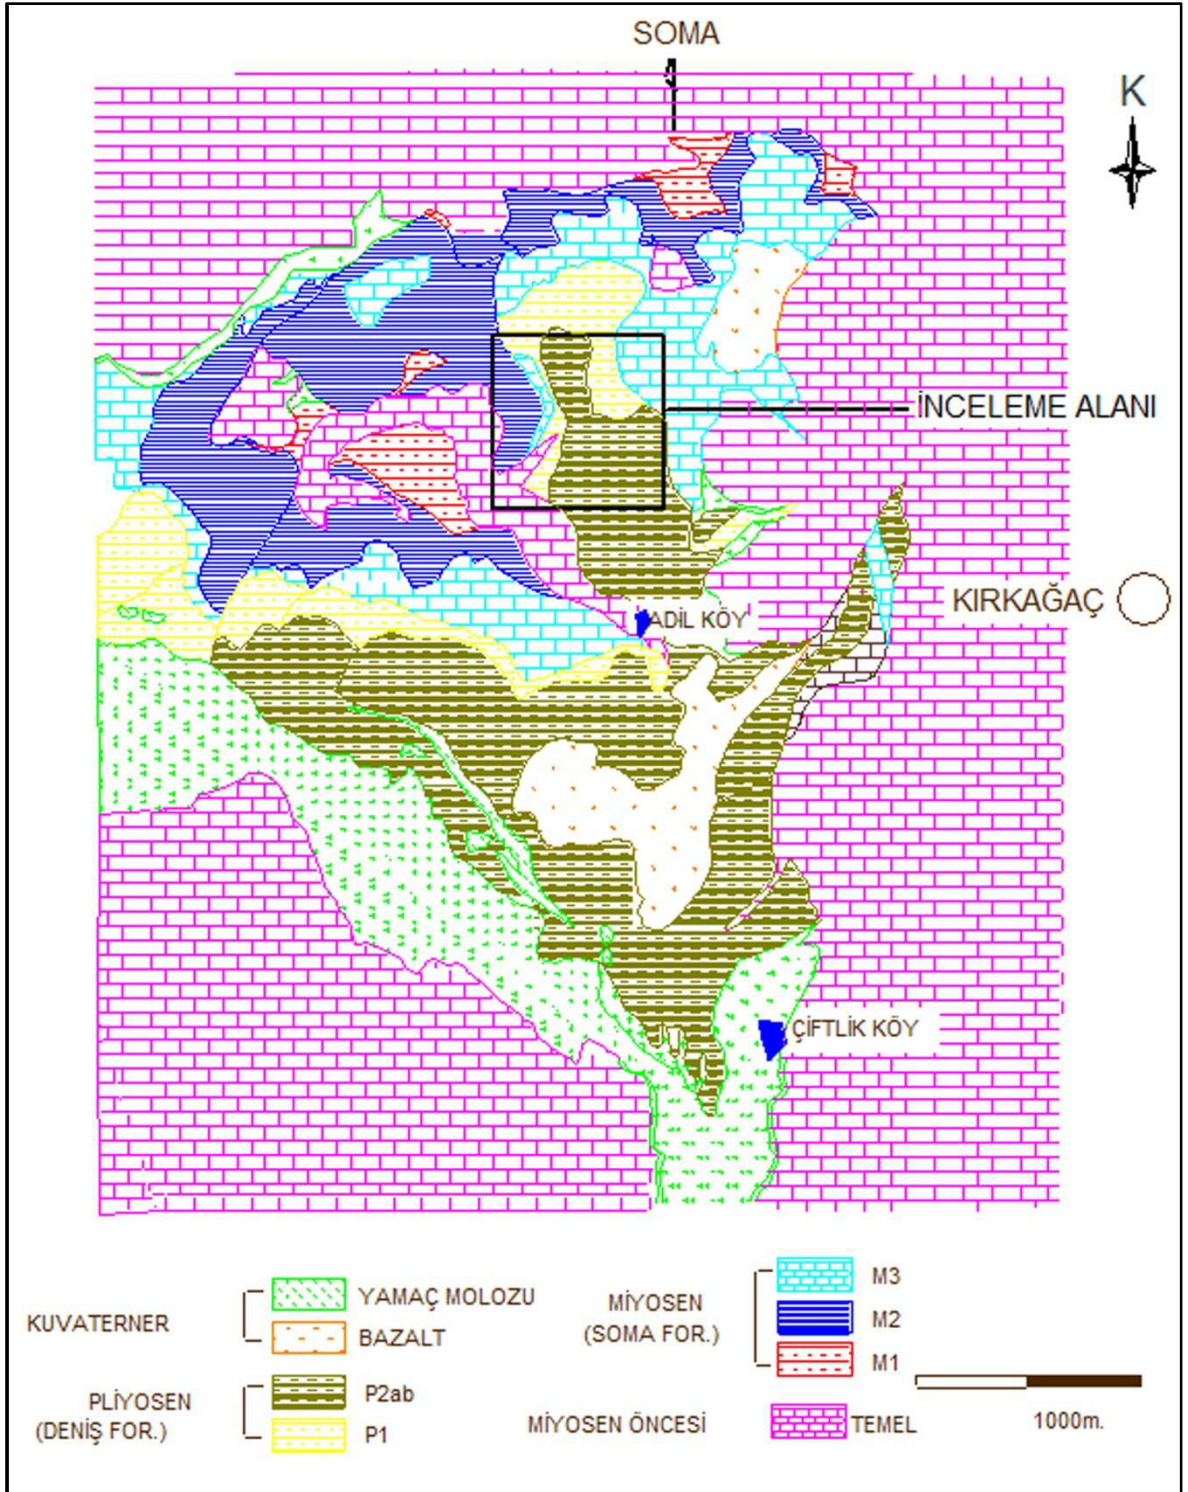 SOMA
K
İNCELEME ALANI
KIRKAĞAÇ
ADİL KÖY
ÇİFTLİK KÖY
KUVATERNER
YAMAÇ MOLOZU
BAZALT
PLİYOSEN
(DENİŞ FOR.)
P2ab
P1
MİYOSEN
(SOMA FOR.)
M3
M2
M1
MİYOSEN ÖNCESİ
TEMEL
1000m.